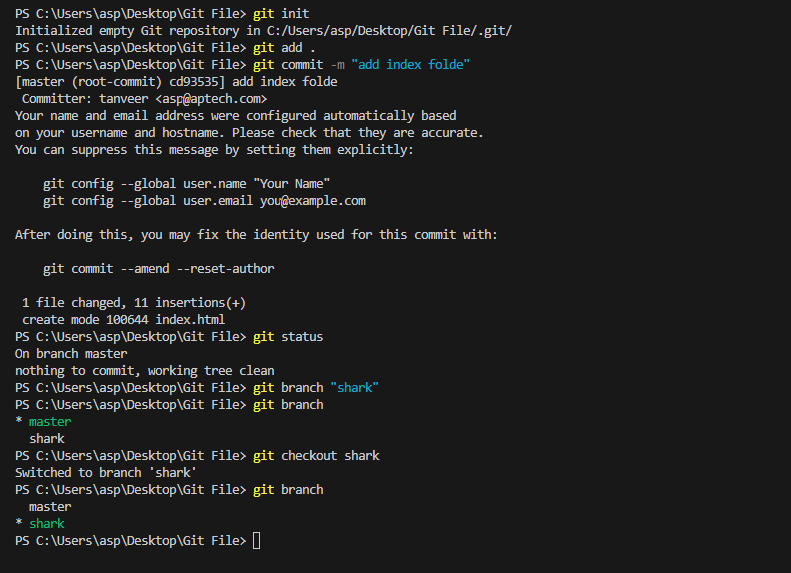 PS C:\Users\asp\Desktop\Git File> git init
Initialized empty Git repository in C:/Users/asp/Desktop/Git File/.git/
PS C:\Users\asp\Desktop\Git File> git add .
PS C:\Users\asp\Desktop\Git File> git commit -m "add index folde"
[master (root-commit) cd93535] add index folde
 Committer: tanveer <asp@aptech.com>
Your name and email address were configured automatically based
on your username and hostname. Please check that they are accurate.
You can suppress this message by setting them explicitly:

    git config --global user.name "Your Name"
    git config --global user.email you@example.com

After doing this, you may fix the identity used for this commit with:

    git commit --amend --reset-author

 1 file changed, 11 insertions(+)
 create mode 100644 index.html
PS C:\Users\asp\Desktop\Git File> git status
On branch master
nothing to commit, working tree clean
PS C:\Users\asp\Desktop\Git File> git branch "shark"
PS C:\Users\asp\Desktop\Git File> git branch
* master
  shark
PS C:\Users\asp\Desktop\Git File> git checkout shark
Switched to branch 'shark'
PS C:\Users\asp\Desktop\Git File> git branch
  master
* shark
PS C:\Users\asp\Desktop\Git File>